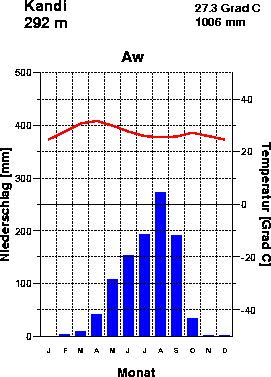 Kandi
292 m
27.3 Grad C
1006 mm
Aw
500
400
300
200
100
0
Niederschlag [mm]
40
20
0
-20
-40
Temperatur [Grad C]
J F M A M J J A S O N D
Monat